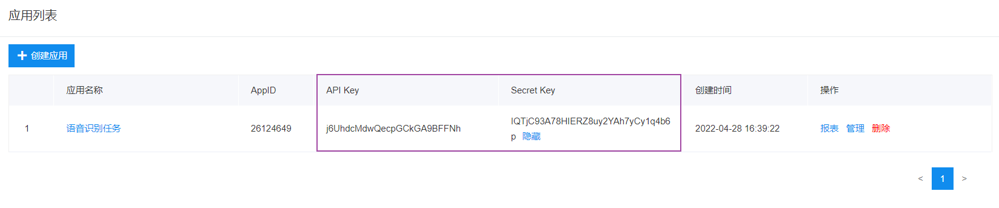 应用列表
创建应用
应用名称 AppID API Key Secret Key 创建时间 操作
1 语音识别任务 26124649 j6UhdcMdwQecpGCkGA9BFFNh IQTjC93A78HIERZ8uy2YAh7yCy1q4b6 2022-04-28 16:39:22 报表 管理 删除
p 隐藏
< 1 >